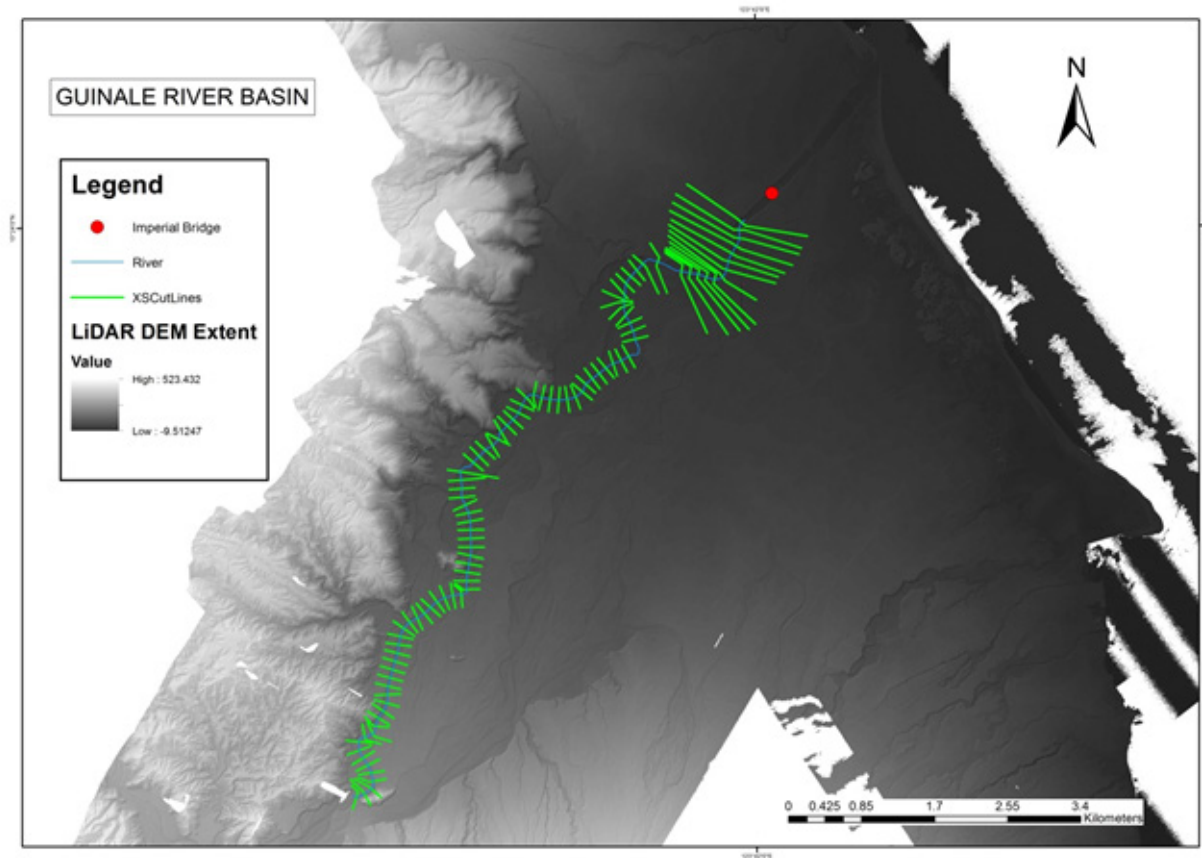 GUINALE RIVER BASIN
N
Legend
Imperial Bridge
River
XSCutLines
LiDAR DEM Extent
Value
High : 523.432
Low : -9.51247
0 0.425 0.85 1.7 2.55 3.4
Kilometers